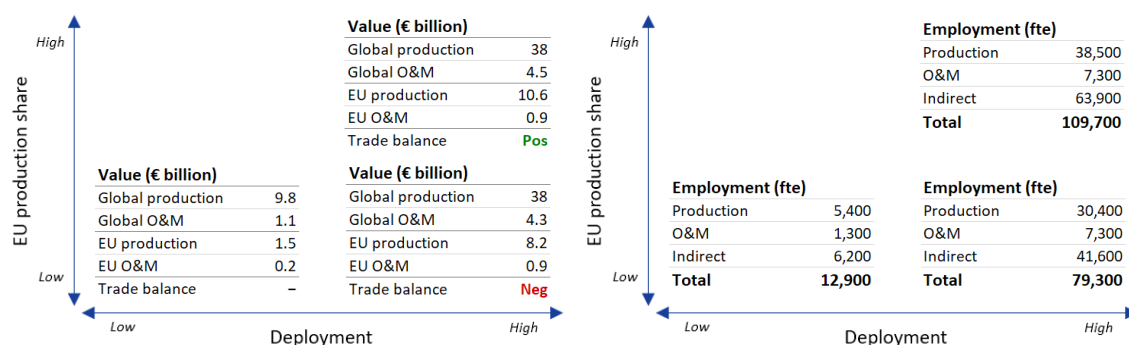 EU production share
High
Low
Value (€ billion)
Global production 38
Global O&M 4.5
EU production 10.6
EU O&M 0.9
Trade balance Pos
Value (€ billion)
Global production 9.8
Global O&M 1.1
EU production 1.5
EU O&M 0.2
Trade balance –
Value (€ billion)
Global production 38
Global O&M 4.3
EU production 8.2
EU O&M 0.9
Trade balance Neg
Low
Deployment
High
EU production share
High
Low
Employment (fte)
Production 38,500
O&M 7,300
Indirect 63,900
Total 109,700
Employment (fte)
Production 5,400
O&M 1,300
Indirect 6,200
Total 12,900
Employment (fte)
Production 30,400
O&M 7,300
Indirect 41,600
Total 79,300
Low
Deployment
High